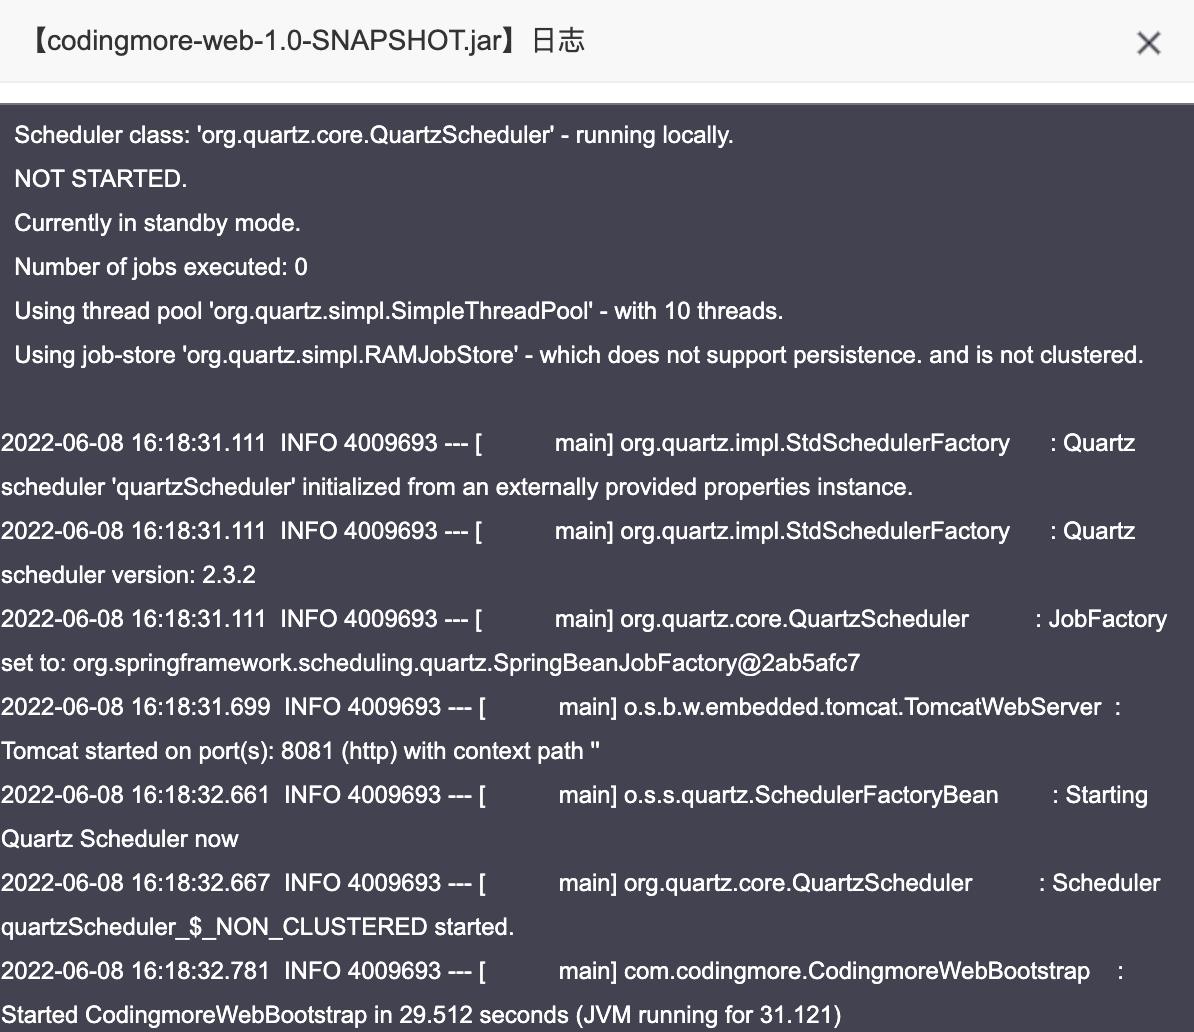 【codingmore-web-1.0-SNAPSHOT.jar】日志
Scheduler class: 'org.quartz.core.QuartzScheduler' - running locally.
NOT STARTED.
Currently in standby mode.
Number of jobs executed: 0
Using thread pool 'org.quartz.simpl.SimpleThreadPool' - with 10 threads.
Using job-store 'org.quartz.simpl.RAMJobStore' - which does not support persistence. and is not clustered.
2022-06-08 16:18:31.111  INFO 4009693 --- [           main] org.quartz.impl.StdSchedulerFactory      : Quartz
scheduler 'quartzScheduler' initialized from an externally provided properties instance.
2022-06-08 16:18:31.111  INFO 4009693 --- [           main] org.quartz.impl.StdSchedulerFactory      : Quartz
scheduler version: 2.3.2
2022-06-08 16:18:31.111  INFO 4009693 --- [           main] org.quartz.core.QuartzScheduler          : JobFactory
set to: org.springframework.scheduling.quartz.SpringBeanJobFactory@2ab5afc7
2022-06-08 16:18:31.699  INFO 4009693 --- [           main] o.s.b.w.embedded.tomcat.TomcatWebServer  :
Tomcat started on port(s): 8081 (http) with context path ''
2022-06-08 16:18:32.661  INFO 4009693 --- [           main] o.s.s.quartz.SchedulerFactoryBean        : Starting
Quartz Scheduler now
2022-06-08 16:18:32.667  INFO 4009693 --- [           main] org.quartz.core.QuartzScheduler          : Scheduler
quartzScheduler_$_NON_CLUSTERED started.
2022-06-08 16:18:32.781  INFO 4009693 --- [           main] com.codingmore.CodingmoreWebBootstrap    :
Started CodingmoreWebBootstrap in 29.512 seconds (JVM running for 31.121)